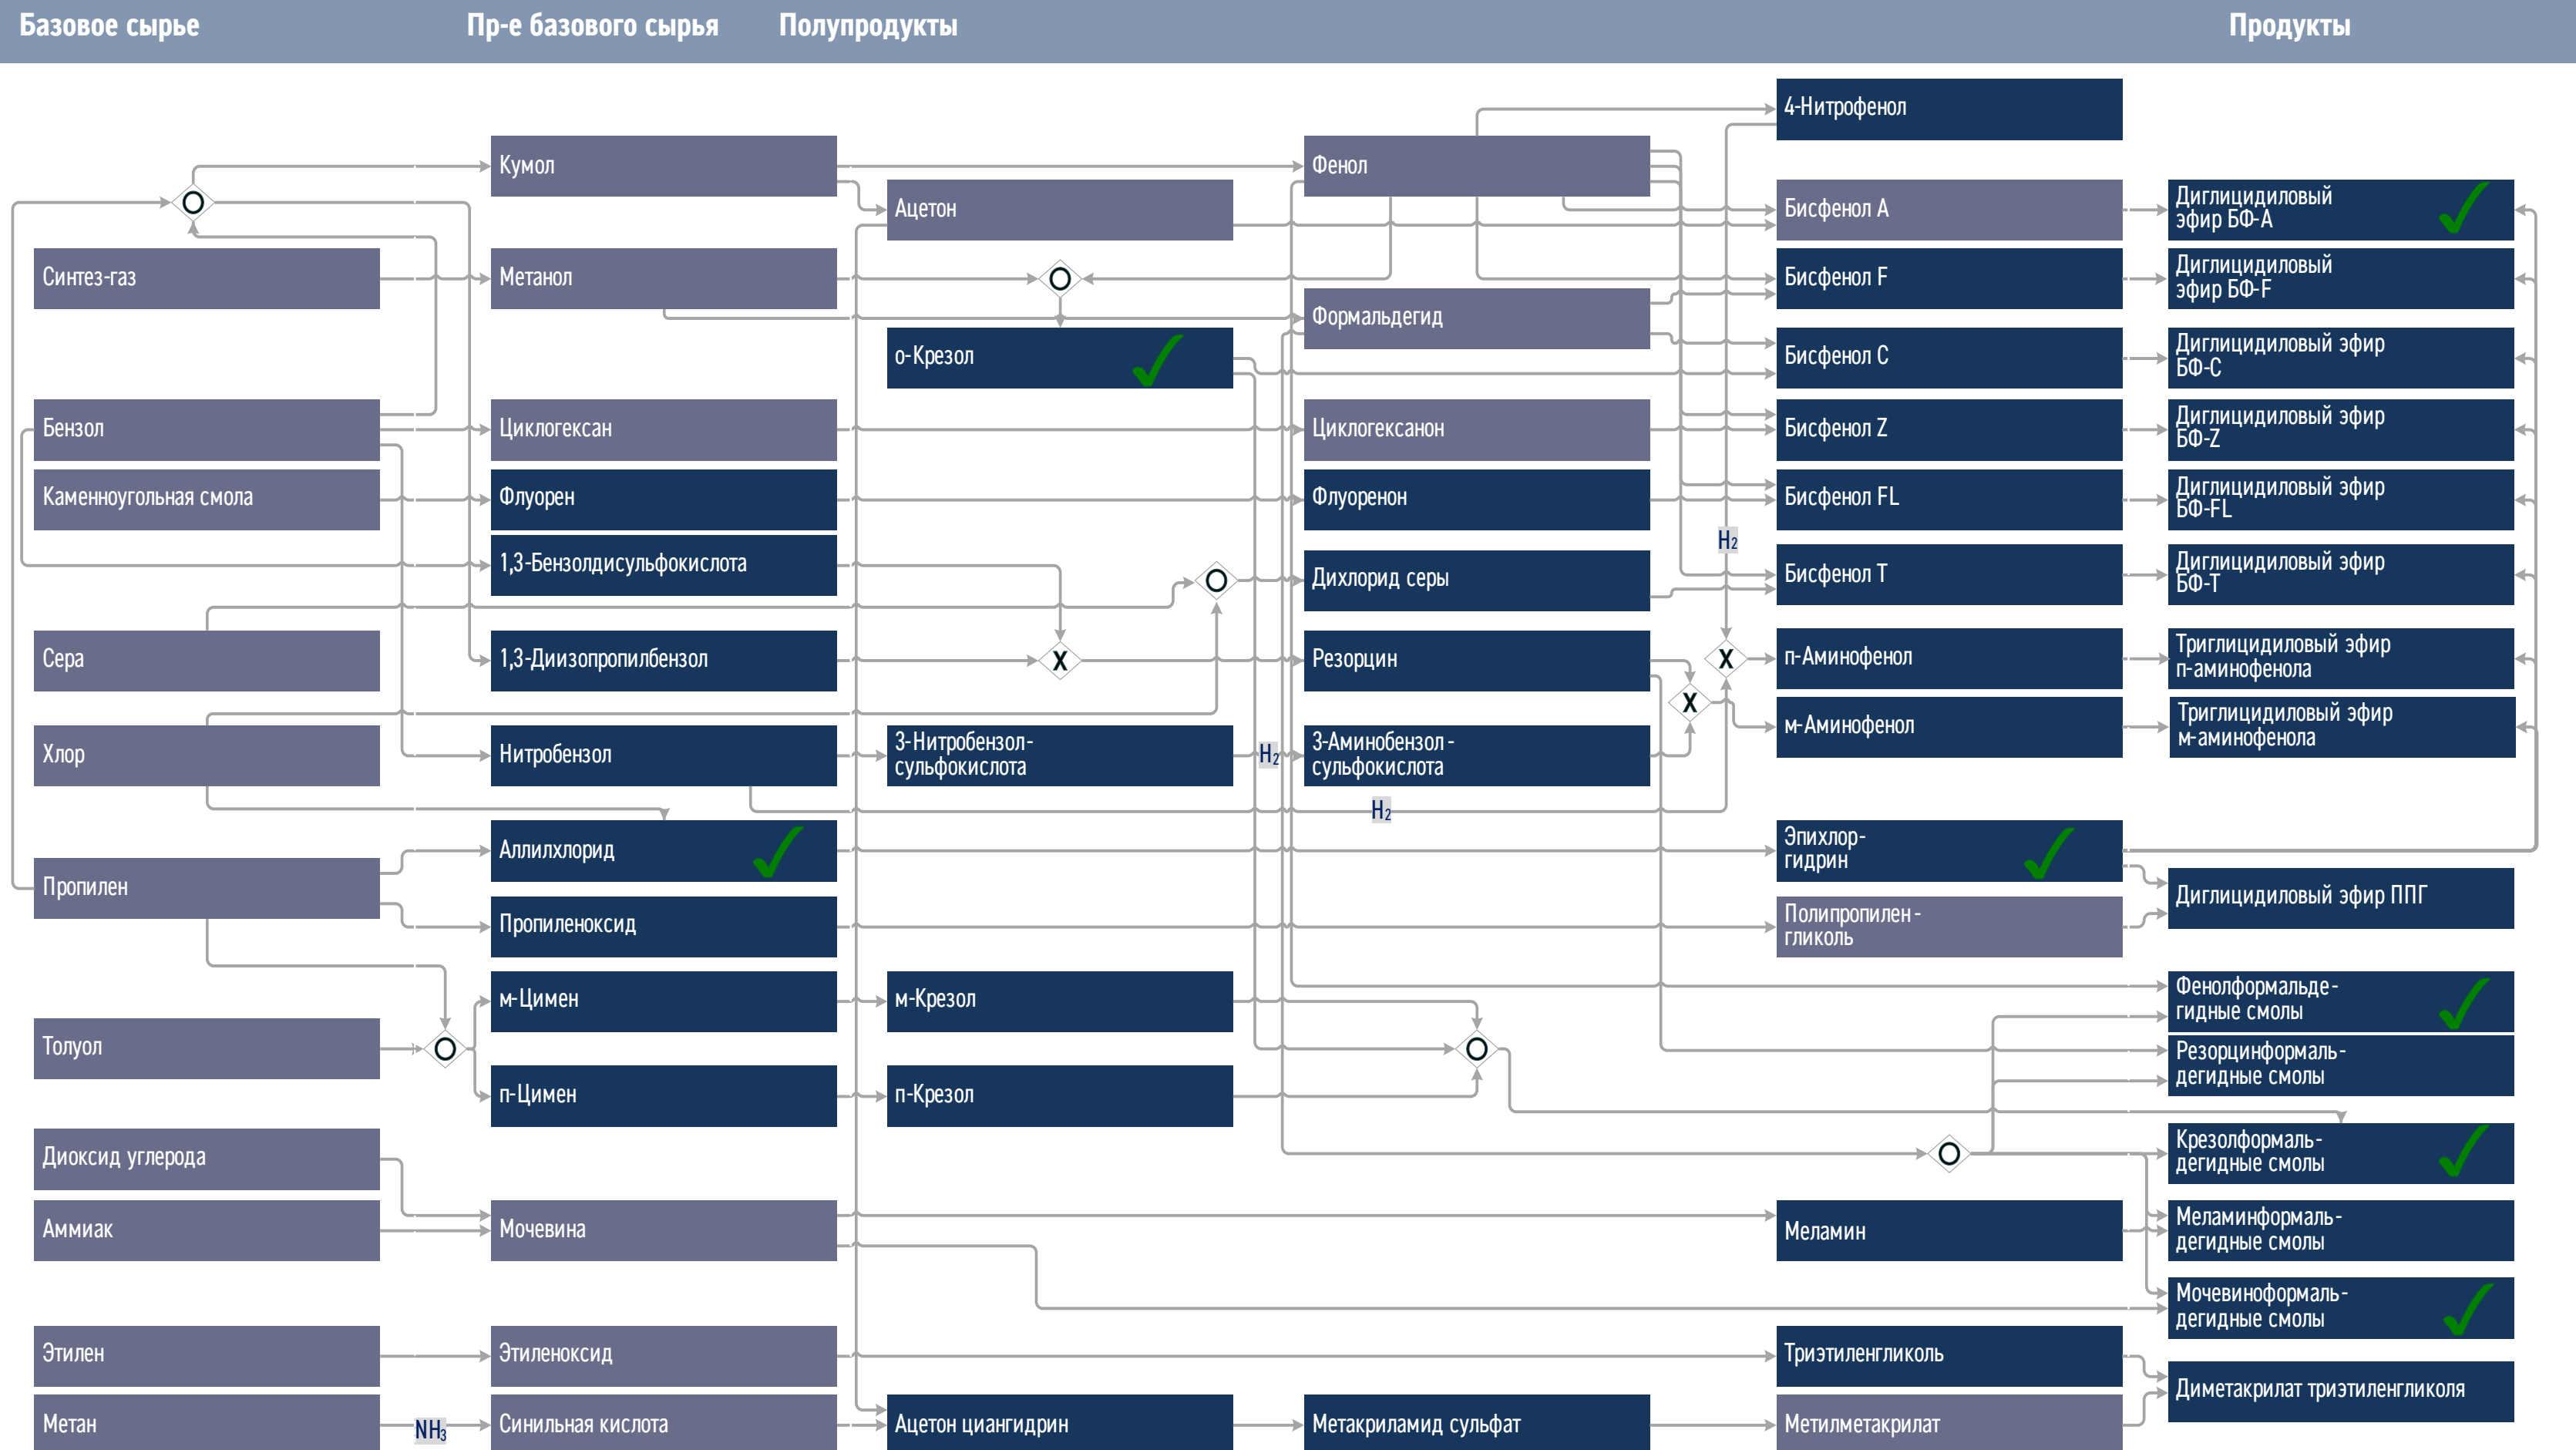 Базовое сырье
Пр-е базового сырья
Полупродукты
Продукты
4-Нитрофенол
Кумол
Фенол
Ацетон
Бисфенол А
Диглицидиловый
эфир БФ-А
Синтез-газ
Метанол
Бисфенол F
Диглицидиловый
эфир БФ-F
Формальдегид
о-Крезол
Бисфенол С
Диглицидиловый эфир
БФ-С
Бензол
Циклогексан
Циклогексанон
Бисфенол Z
Диглицидиловый эфир
БФ-Z
Каменноугольная смола
Флуорен
Флуоренон
Бисфенол FL
Диглицидиловый эфир
БФ-FL
H2
1,3-Бензолдисульфокислота
Дихлорид серы
Бисфенол Т
Диглицидиловый эфир
БФ-Т
Сера
1,3-Диизопропилбензол
X
Резорцин
X
п-Аминофенол
Триглицидиловый эфир
п-аминофенола
X
м-Аминофенол
Триглицидиловый эфир
м-аминофенола
Хлор
Нитробензол
3-Нитробензол-
сульфокислота
H2
3-Аминобензол-
сульфокислота
H2
Аллилхлорид
Эпихлор-
гидрин
Пропилен
Диглицидиловый эфир ППГ
Пропиленоксид
Полипропилен-
гликоль
м-Цимен
м-Крезол
Фенолформальде-
гидные смолы
Толуол
Резорцинформаль-
дегидные смолы
п-Цимен
п-Крезол
Диоксид углерода
Крезолформаль-
дегидные смолы
Аммиак
Мочевина
Меламин
Меламинформаль-
дегидные смолы
Мочевиноформаль-
дегидные смолы
Этилен
Этиленоксид
Триэтиленгликоль
Диметакрилат триэтиленгликоля
Метан
NH3
Синильная кислота
Ацетон циангидрин
Метакриламид сульфат
Метилметакрилат